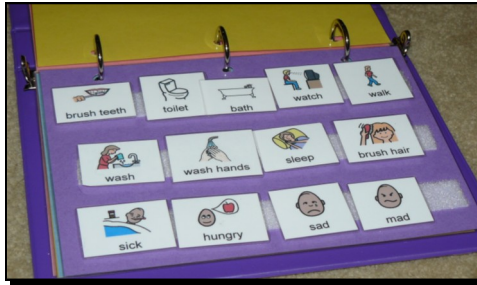 brush teeth
toilet
bath
watch
walk
wash
wash hands
sleep
brush hair
sick
hungry
sad
mad